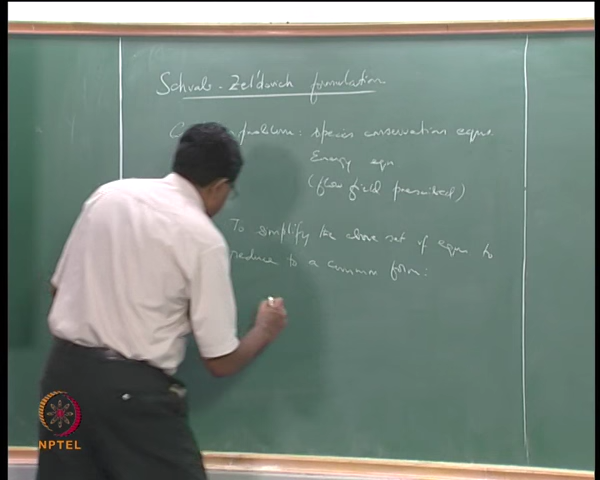 Schvab - Zel'dovich formulation
problem: species conservation eqns.
Energy eqn
(flow field prescribed)
To simplify the above set of eqns to
reduce to a common form:
NPTEL